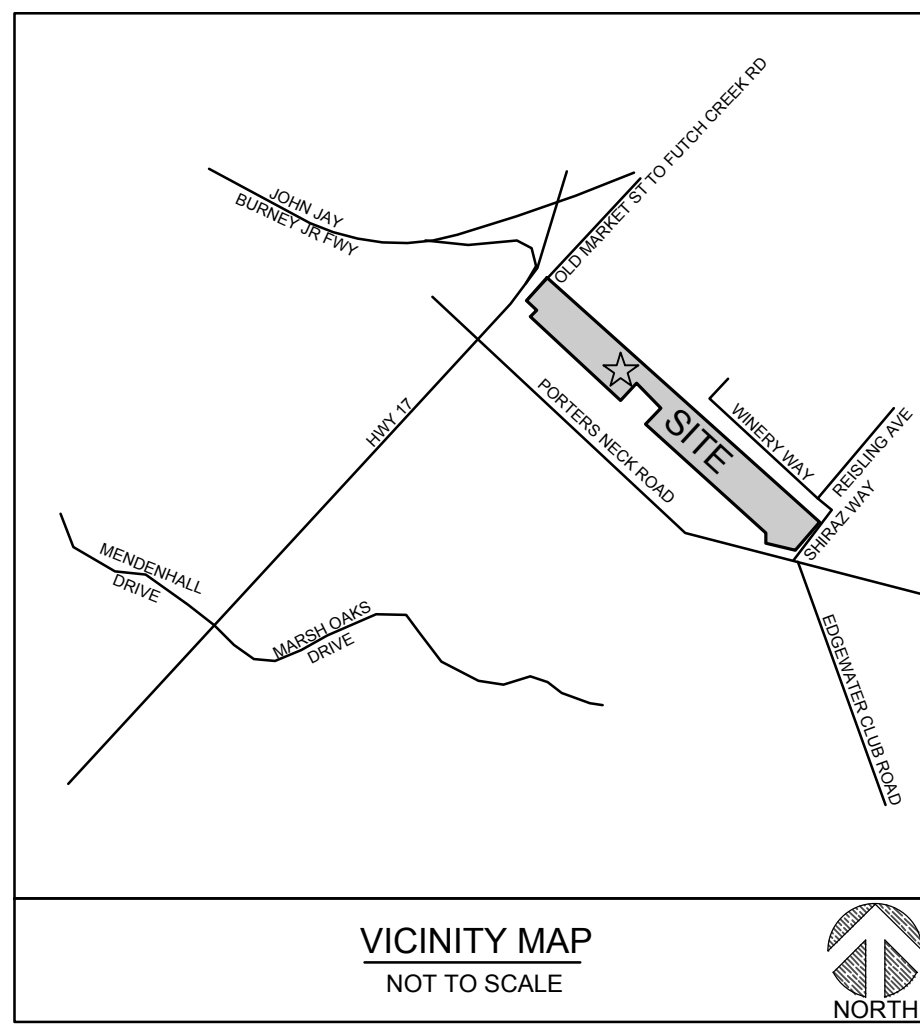 OLD MARKET ST TO FUTCH CREEK RD
JOHN JAY
BURNEY JR FWY
HWY 17
PORTERS NECK ROAD
SITE
WINERY WAY
REISLING AVE
SHIRAZ WAY
MENDENHALL
DRIVE
MARSH OAKS
DRIVE
EDGEWATER CLUB ROAD
VICINITY MAP
NOT TO SCALE
NORTH